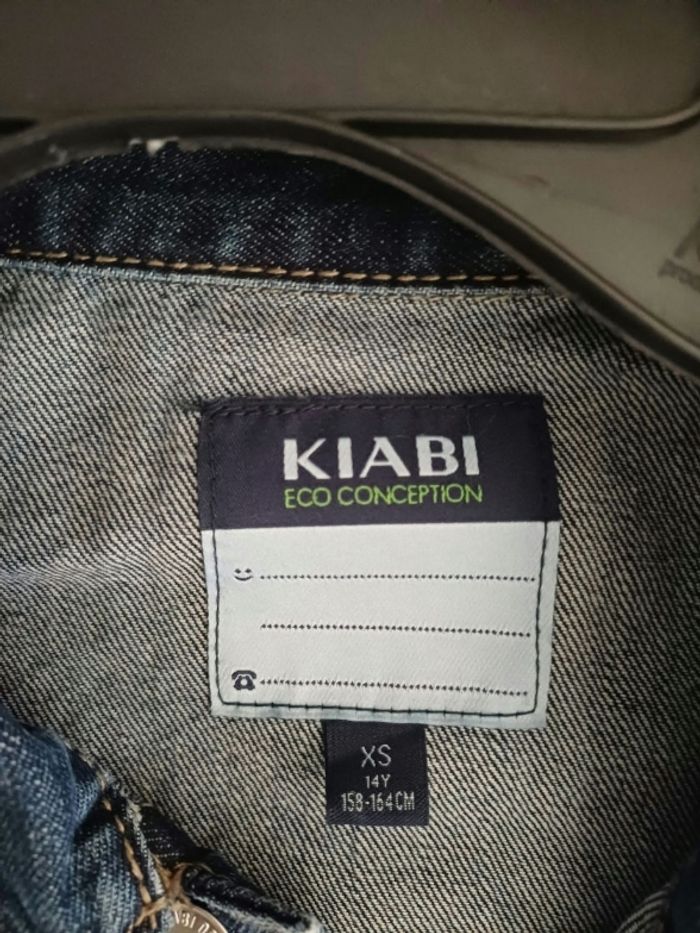 KIABI
ECO CONCEPTION
XS
14Y
158-164CM